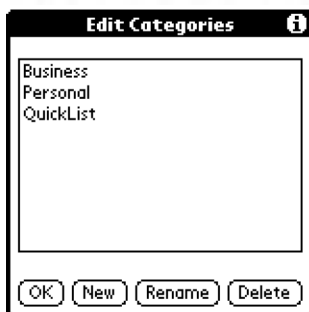 Edit Categories i
Business
Personal
QuickList
OK New Rename Delete